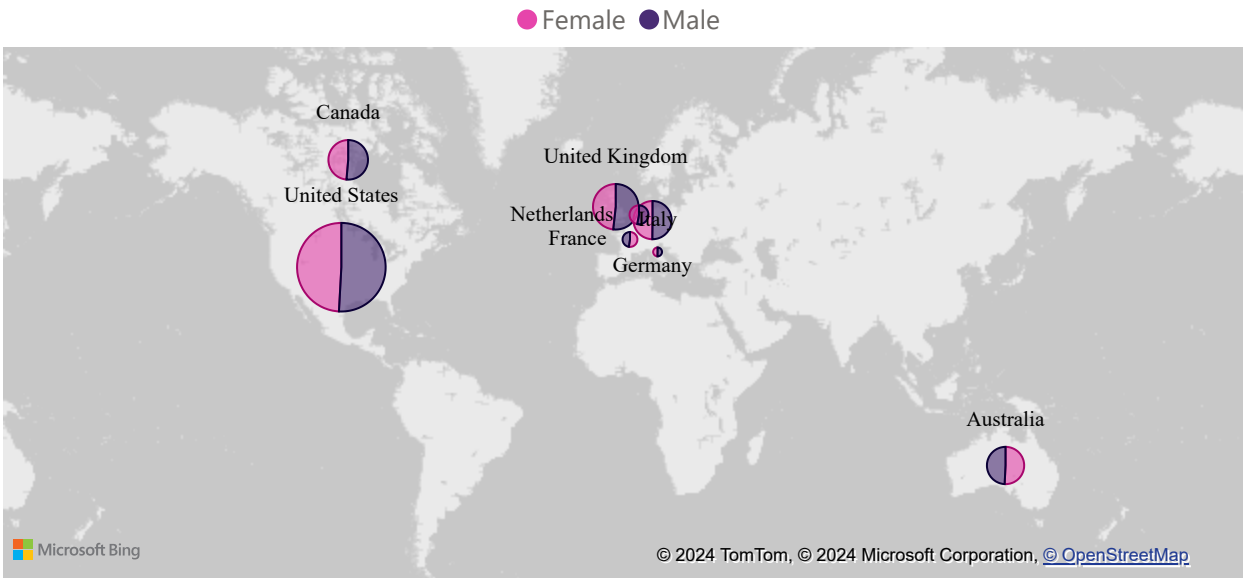 Female Male
Canada
United Kingdom
United States
Netherlands
Italy
France
Germany
Australia
Microsoft Bing
© 2024 TomTom, © 2024 Microsoft Corporation, © OpenStreetMap